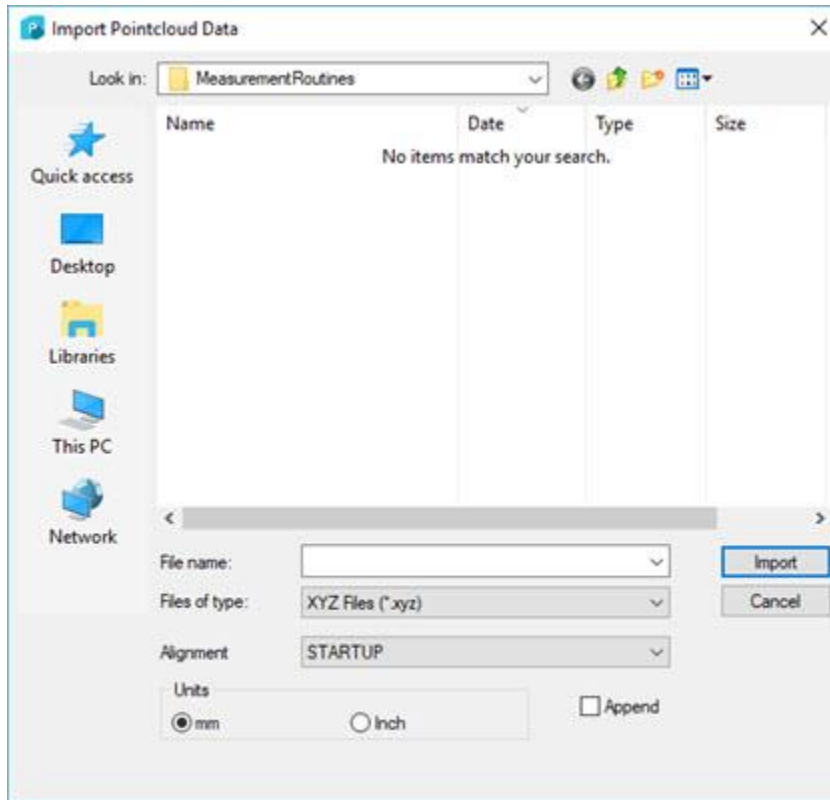 Import Pointcloud Data
Look in: MeasurementRoutines
Name Date Type Size
No items match your search.
Quick access
Desktop
Libraries
This PC
Network
File name: Import
Files of type: XYZ Files (*.xyz) Cancel
Alignment STARTUP
Units
mm Inch Append